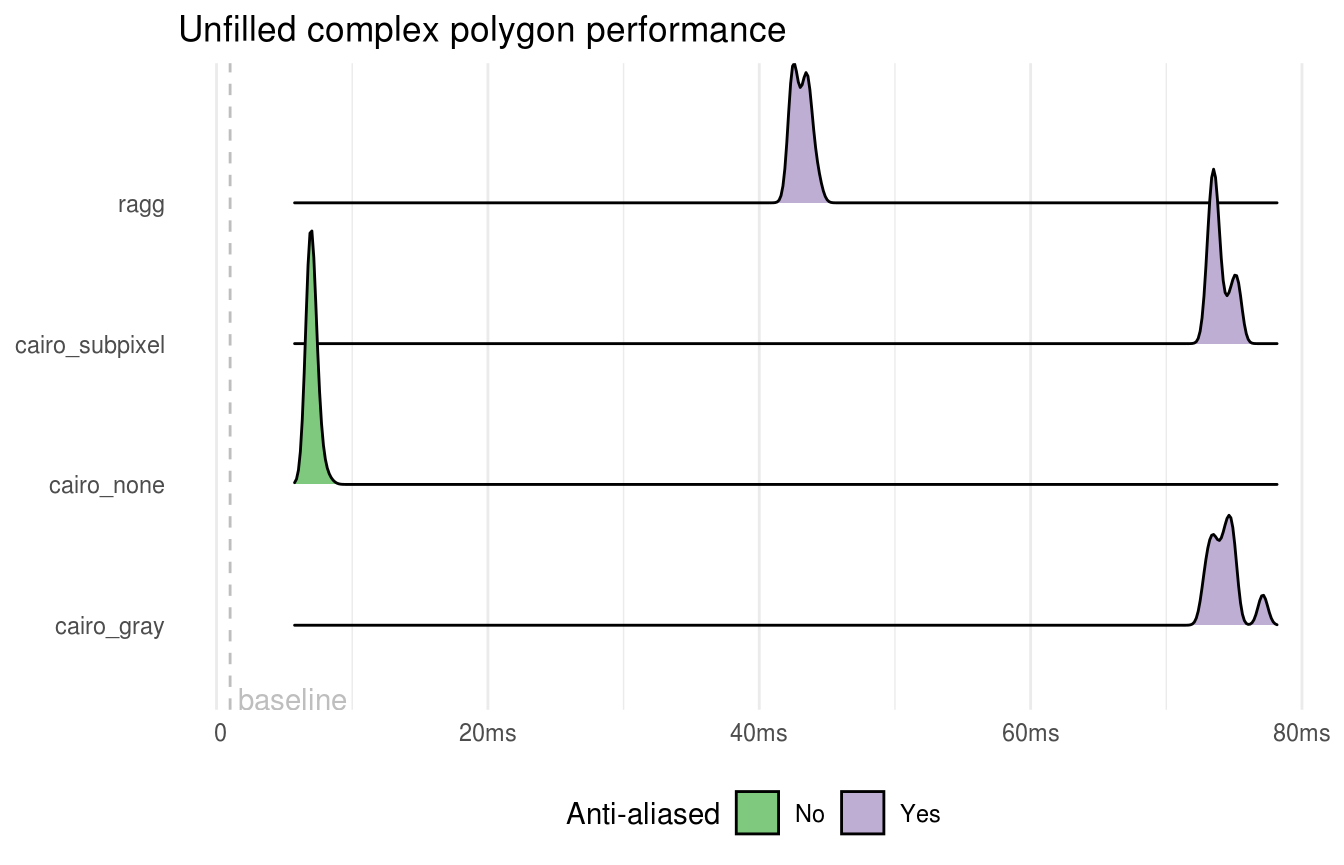 Unfilled complex polygon performance
ragg
cairo_subpixel
cairo_none
cairo_gray
baseline
0 20ms 40ms 60ms 80ms
Anti-aliased No Yes